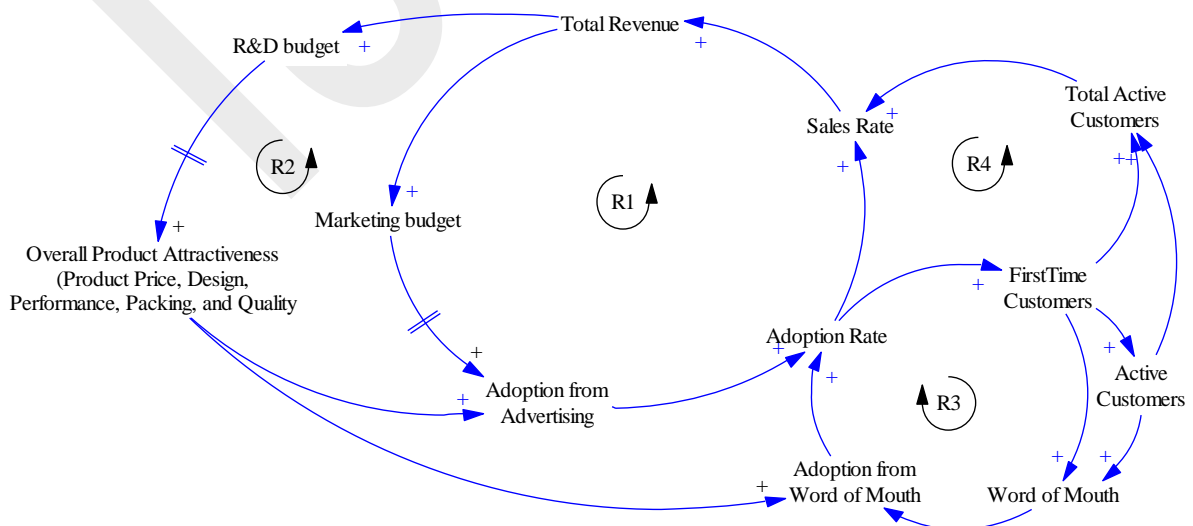 Total Revenue
R&D budget
+
+
Total Active
Customers
Sales Rate
+
R2
R4
++
+
R1
+
Marketing budget
+
Overall Product Attractiveness
(Product Price, Design,
Performance, Packing, and Quality
FirstTime
Customers
+
Adoption Rate
+
+
+
+
Active
Customers
Adoption from
Advertising
+
R3
+
+
+
Adoption from
Word of Mouth
+
Word of Mouth